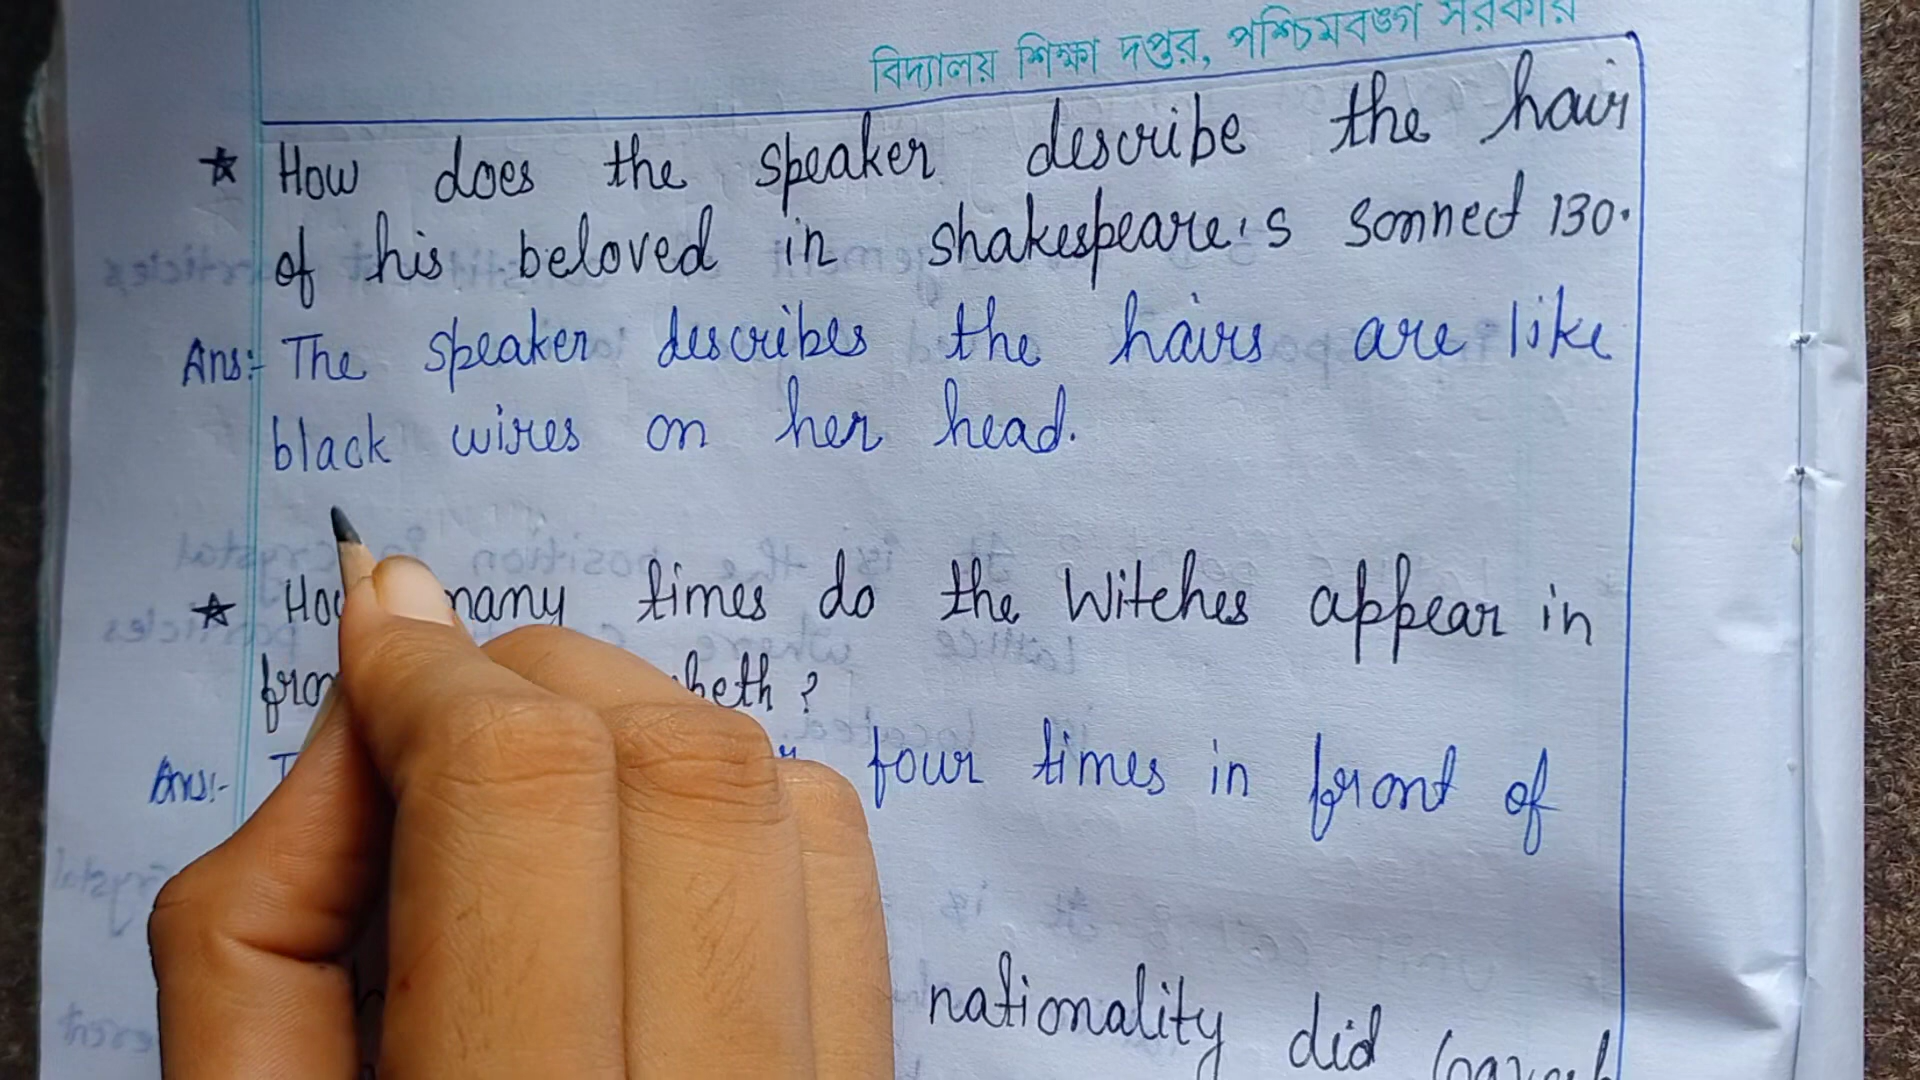 বিদ্যালয় শিক্ষা দপ্তর, পশ্চিমবঙ্গ সরকার
★ How does the speaker describe the hair
of his beloved in shakespeare's sonnet 130.
Ans:- The speaker describes the hairs are like
black wires on her head.
★ many times do the Witches appear in
?
Ans:- four times in front of
nationality did